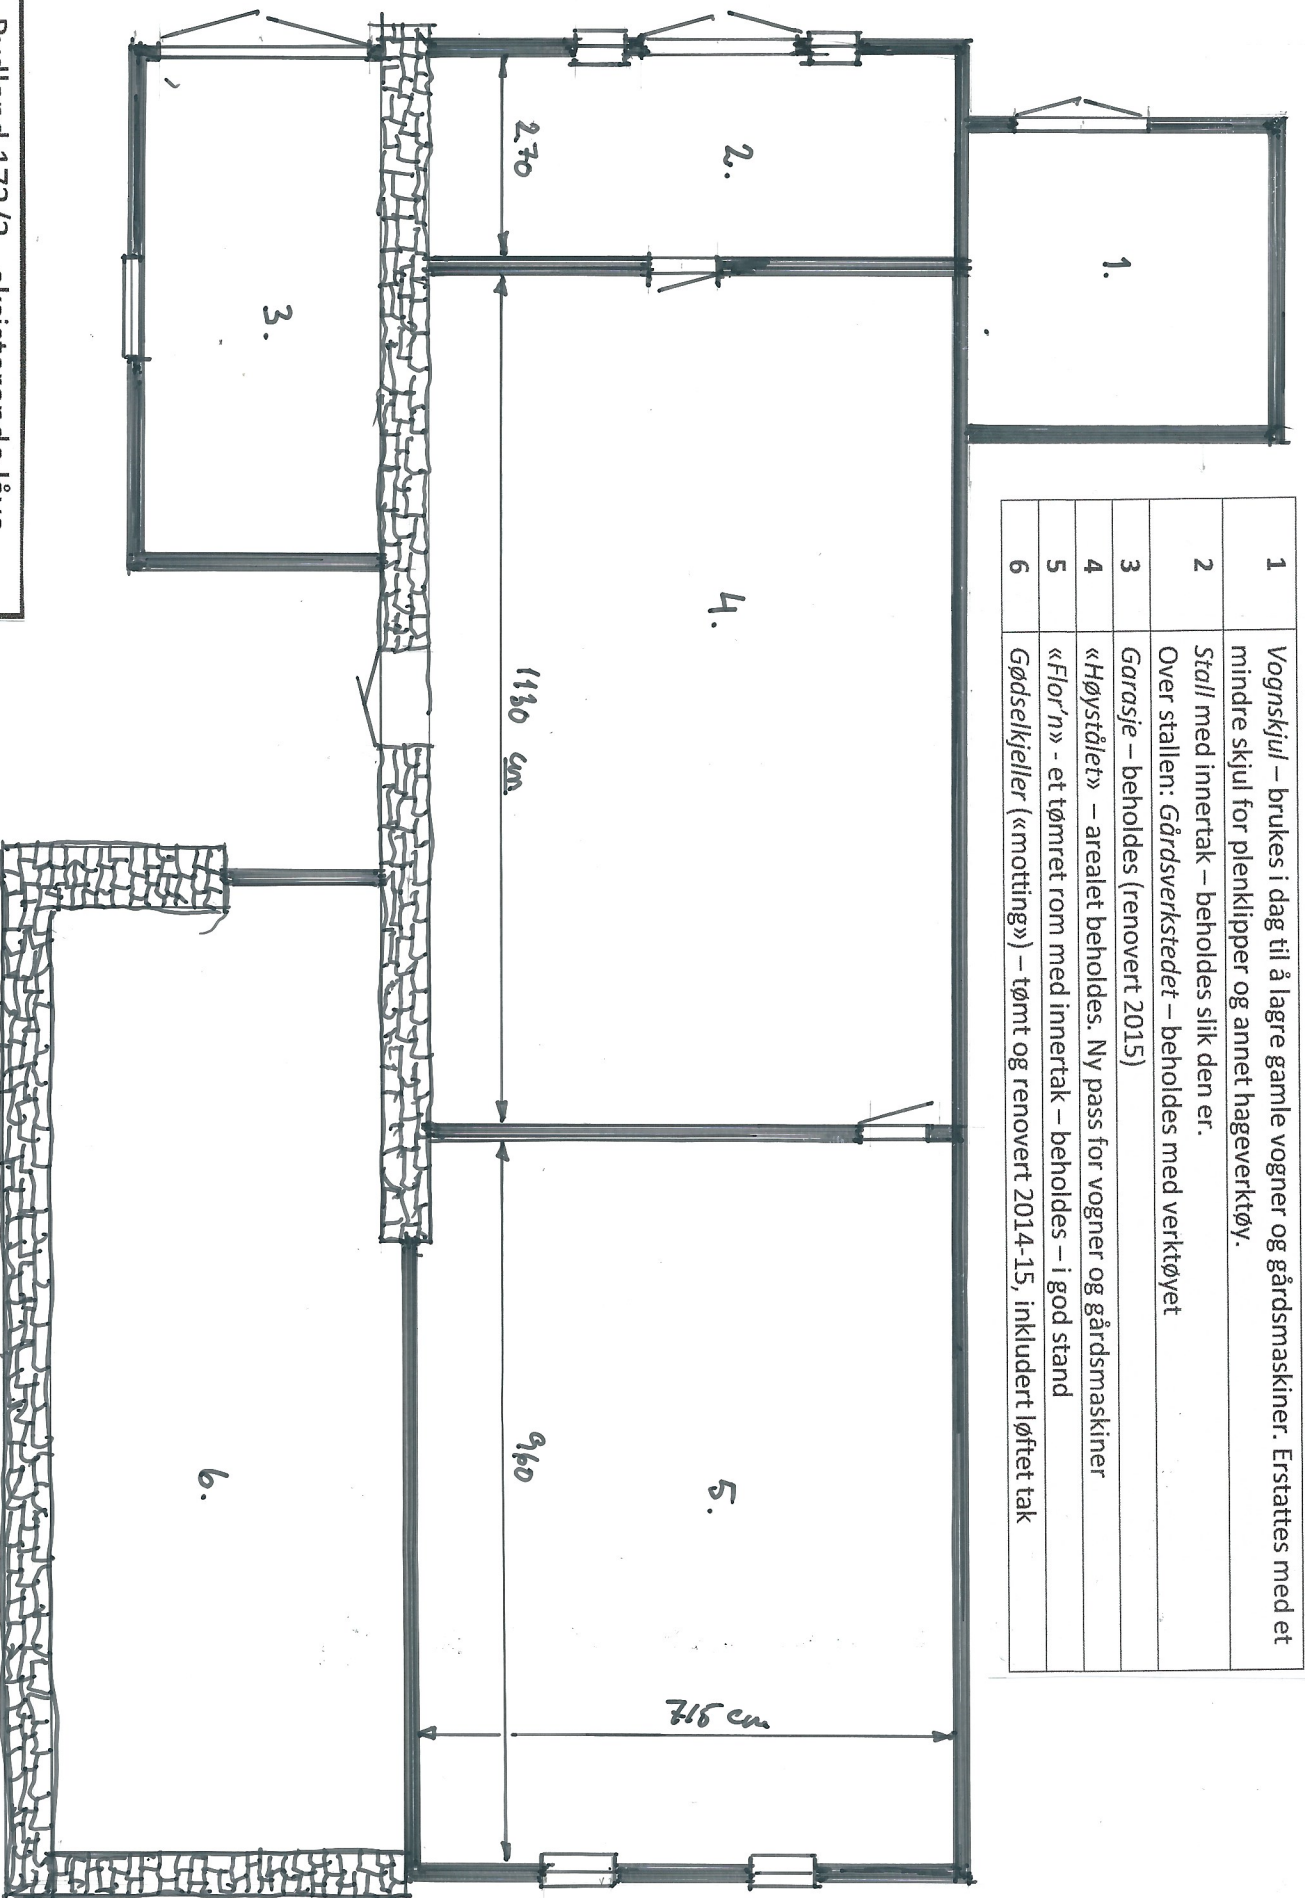 1 Vognskjul – brukes i dag til å lagre gamle vogner og gårdsmaskiner. Erstattes med et
mindre skjul for plenklipper og annet hageverktøy.
2 Stall med innertak – beholdes slik den er.
Over stallen: Gårdsverkstedet – beholdes med verktøyet
3 Garasje – beholdes (renovert 2015)
4 «Høystålet» – arealet beholdes. Ny pass for vogner og gårdsmaskiner
5 «Flor'n» - et tømret rom med innertak – beholdes – i god stand
6 Gødselkjeller («motting») – tømt og renovert 2014-15, inkludert løftet tak
1.
2.
270
4.
1130 cm
5.
960
715 cm
3.
6.